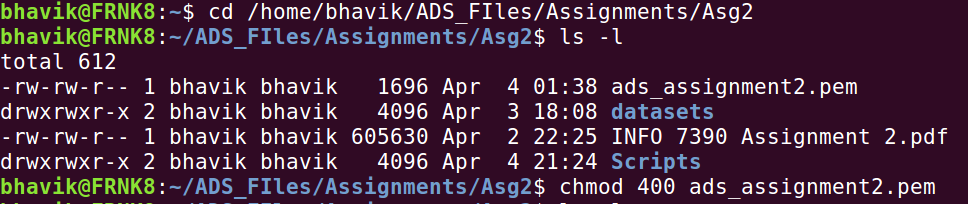 bhavik@FRNK8:~$ cd /home/bhavik/ADS_FIles/Assignments/Asg2
bhavik@FRNK8:~/ADS_FIles/Assignments/Asg2$ ls -l
total 612
-rw-rw-r-- 1 bhavik bhavik   1696 Apr  4 01:38 ads_assignment2.pem
drwxrwxr-x 2 bhavik bhavik   4096 Apr  3 18:08 datasets
-rw-rw-r-- 1 bhavik bhavik 605630 Apr  2 22:25 INFO 7390 Assignment 2.pdf
drwxrwxr-x 2 bhavik bhavik   4096 Apr  4 21:24 Scripts
bhavik@FRNK8:~/ADS_FIles/Assignments/Asg2$ chmod 400 ads_assignment2.pem